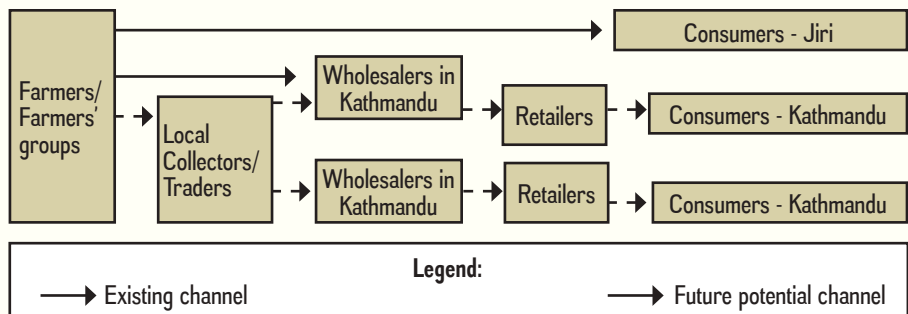 Farmers/
Farmers'
groups
Local
Collectors/
Traders
Wholesalers in
Kathmandu
Wholesalers in
Kathmandu
Retailers
Retailers
Consumers - Jiri
Consumers - Kathmandu
Consumers - Kathmandu
Legend:
Existing channel
Future potential channel